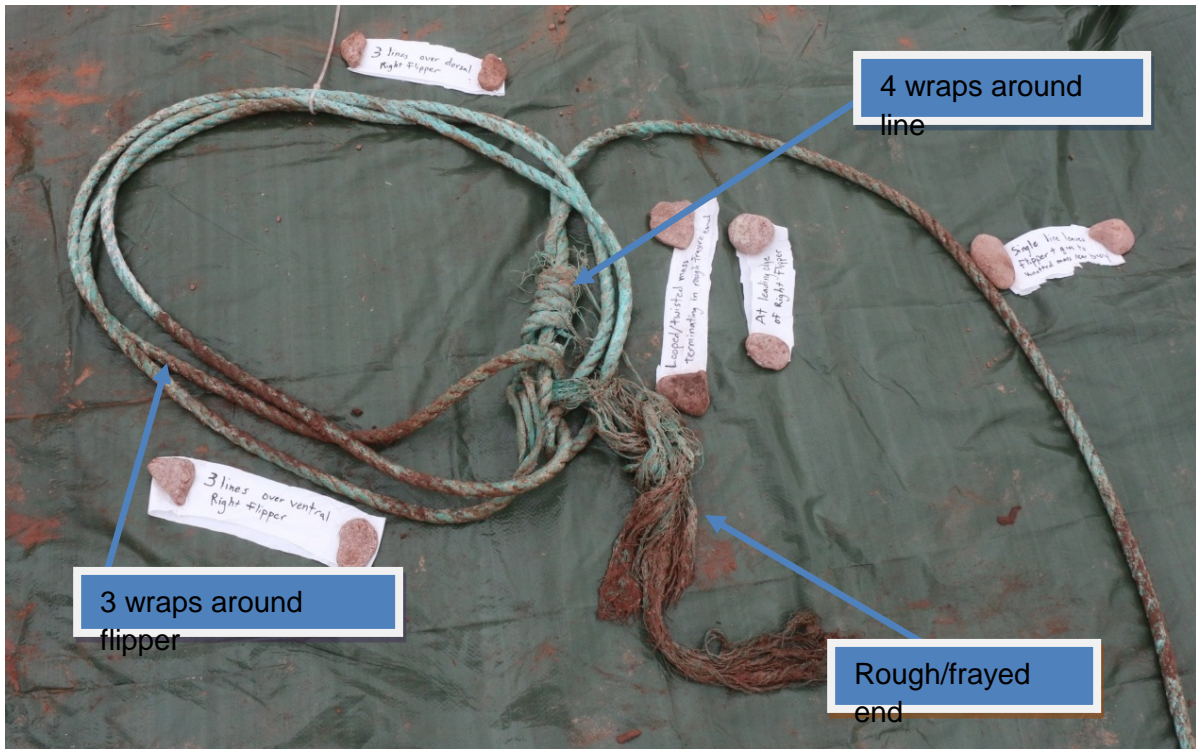 3 lines over dorsal
Right Flipper
4 wraps around
line
Looped/twisted mass
terminating in rough frayed end
At leading edge
of Right Flipper
Single line leaves
flipper + goes to
twisted mass near
3 lines over ventral
Right Flipper
3 wraps around
flipper
Rough/frayed
end